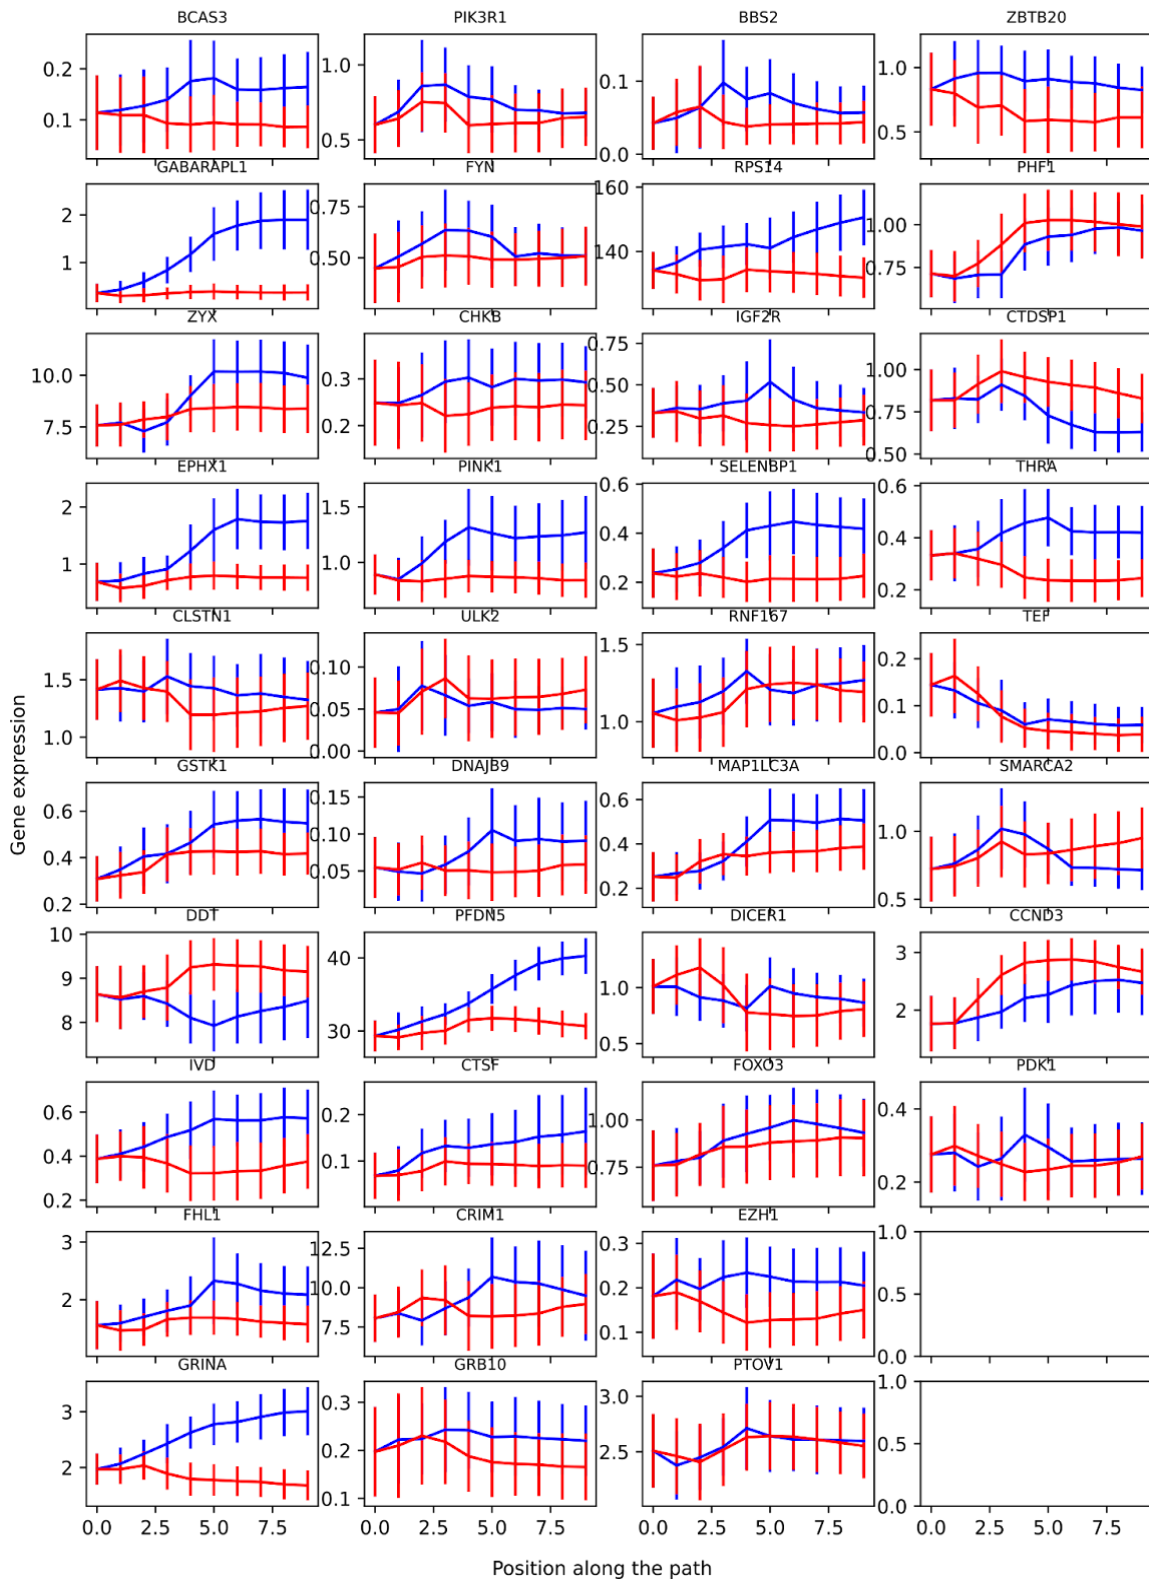 BCAS3 PIK3R1 BBS2 ZBTB20
0.2 1.0 0.1 1.0
0.1 0.5 0.0 0.5
GABARAPL1 FYN RPS14 PHF1
2 0.75 160 1.00
1 0.50 140 0.75
ZYX CHKB IGF2R CTDSP1
10.0 0.3 0.75 1.00
7.5 0.2 0.50 0.75
0.25 0.50
EPHX1 PINK1 SELENBP1 THRA
2 1.5 0.6 0.6
1 1.0 0.4 0.4
0.2 0.2
CLSTN1 ULK2 RNF167 TEF
1.5 0.10 1.5 0.2
1.0 0.05 1.0 0.1
0.00 0.0
GSTK1 DNAJB9 MAP1LC3A SMARCA2
0.6 0.15 0.6 1.0
0.4 0.10 0.4 0.5
0.2 0.05 0.2
DDT PFDN5 DICER1 CCND3
10 40 1.0 3
9 30 0.5 2
8
IVD CTSF FOXO3 PDK1
0.6 0.2 1.00 0.4
0.4 0.1 0.75 0.2
0.2
FHL1 CRIM1 EZH1
3 12.5 0.3 1.0
2 10.0 0.2 0.5
7.5 0.1 0.0
GRINA GRB10 PTOV1
3 0.3 3.0 1.0
2 0.2 2.5 0.5
0.1 0.0
0.0 2.5 5.0 7.5 0.0 2.5 5.0 7.5 0.0 2.5 5.0 7.5 0.0 2.5 5.0 7.5
Gene expression
Position along the path